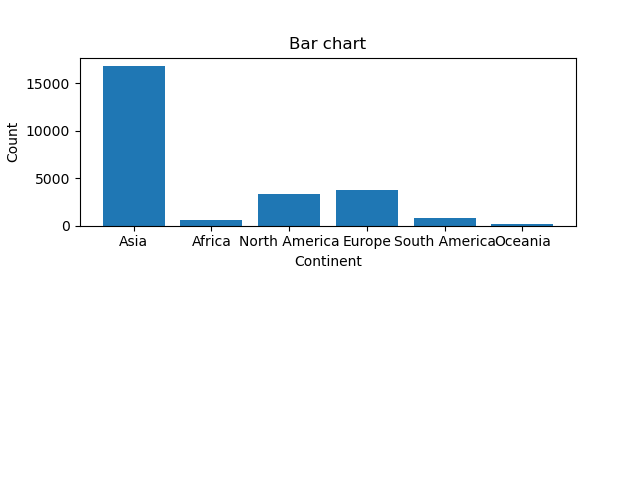 Bar chart
15000
10000
5000
0
Count
Asia Africa North America Europe South America Oceania
Continent